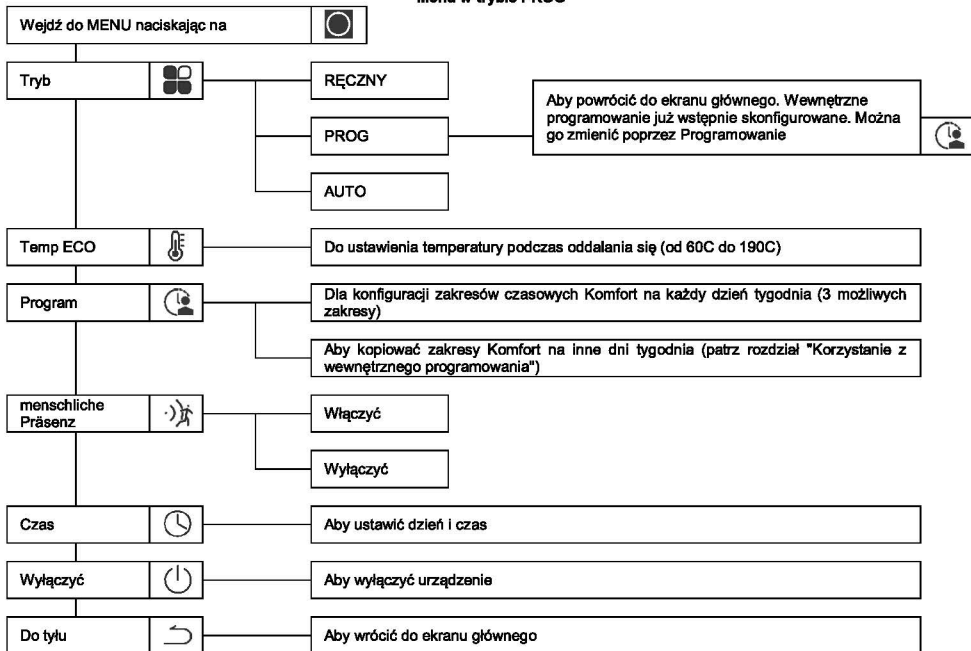 menu w trybie PROG
Wejdź do MENU naciskając na
Tryb
RĘCZNY
PROG
AUTO
Aby powrócić do ekranu głównego. Wewnętrzne
programowanie już wstępnie skonfigurowane. Można
go zmienić poprzez Programowanie
Temp ECO
Do ustawienia temperatury podczas oddalania się (od 60C do 190C)
Program
Dla konfiguracji zakresów czasowych Komfort na każdy dzień tygodnia (3 możliwych
zakresy)
Aby kopiować zakresy Komfort na inne dni tygodnia (patrz rozdział "Korzystanie z
wewnętrznego programowania")
menschliche
Präsenz
Włączyć
Wyłączyć
Czas
Aby ustawić dzień i czas
Wyłączyć
Aby wyłączyć urządzenie
Do tyłu
Aby wrócić do ekranu głównego